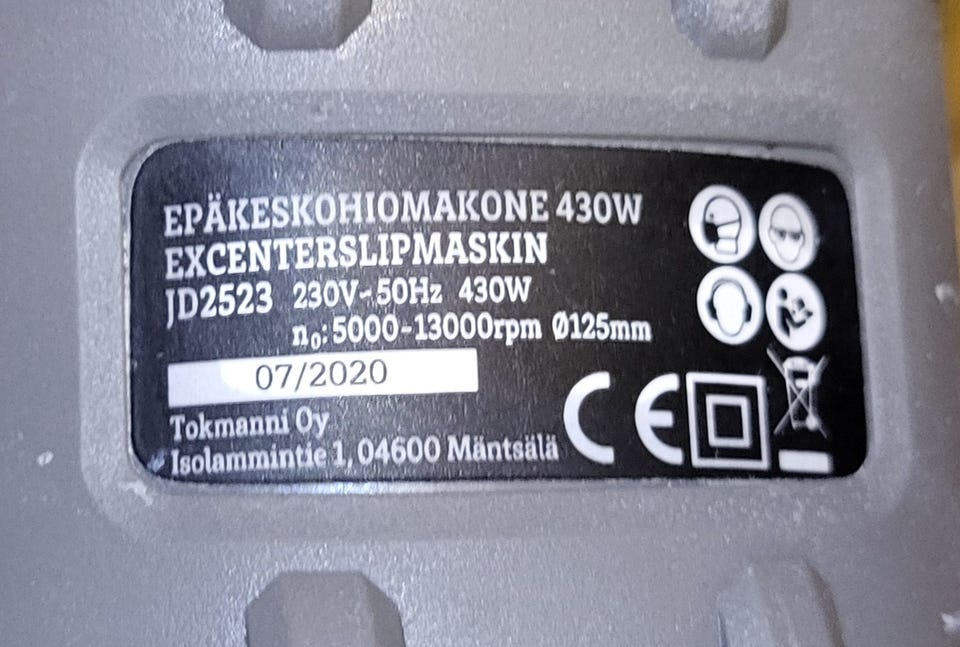 EPÄKESKOHIOMAKONE 430W
EXCENTERSLIPMASKIN
JD2523 230V~50Hz 430W
n₀: 5000-13000rpm Ø125mm
07/2020
Tokmanni Oy
Isolammintie 1, 04600 Mäntsälä
CE